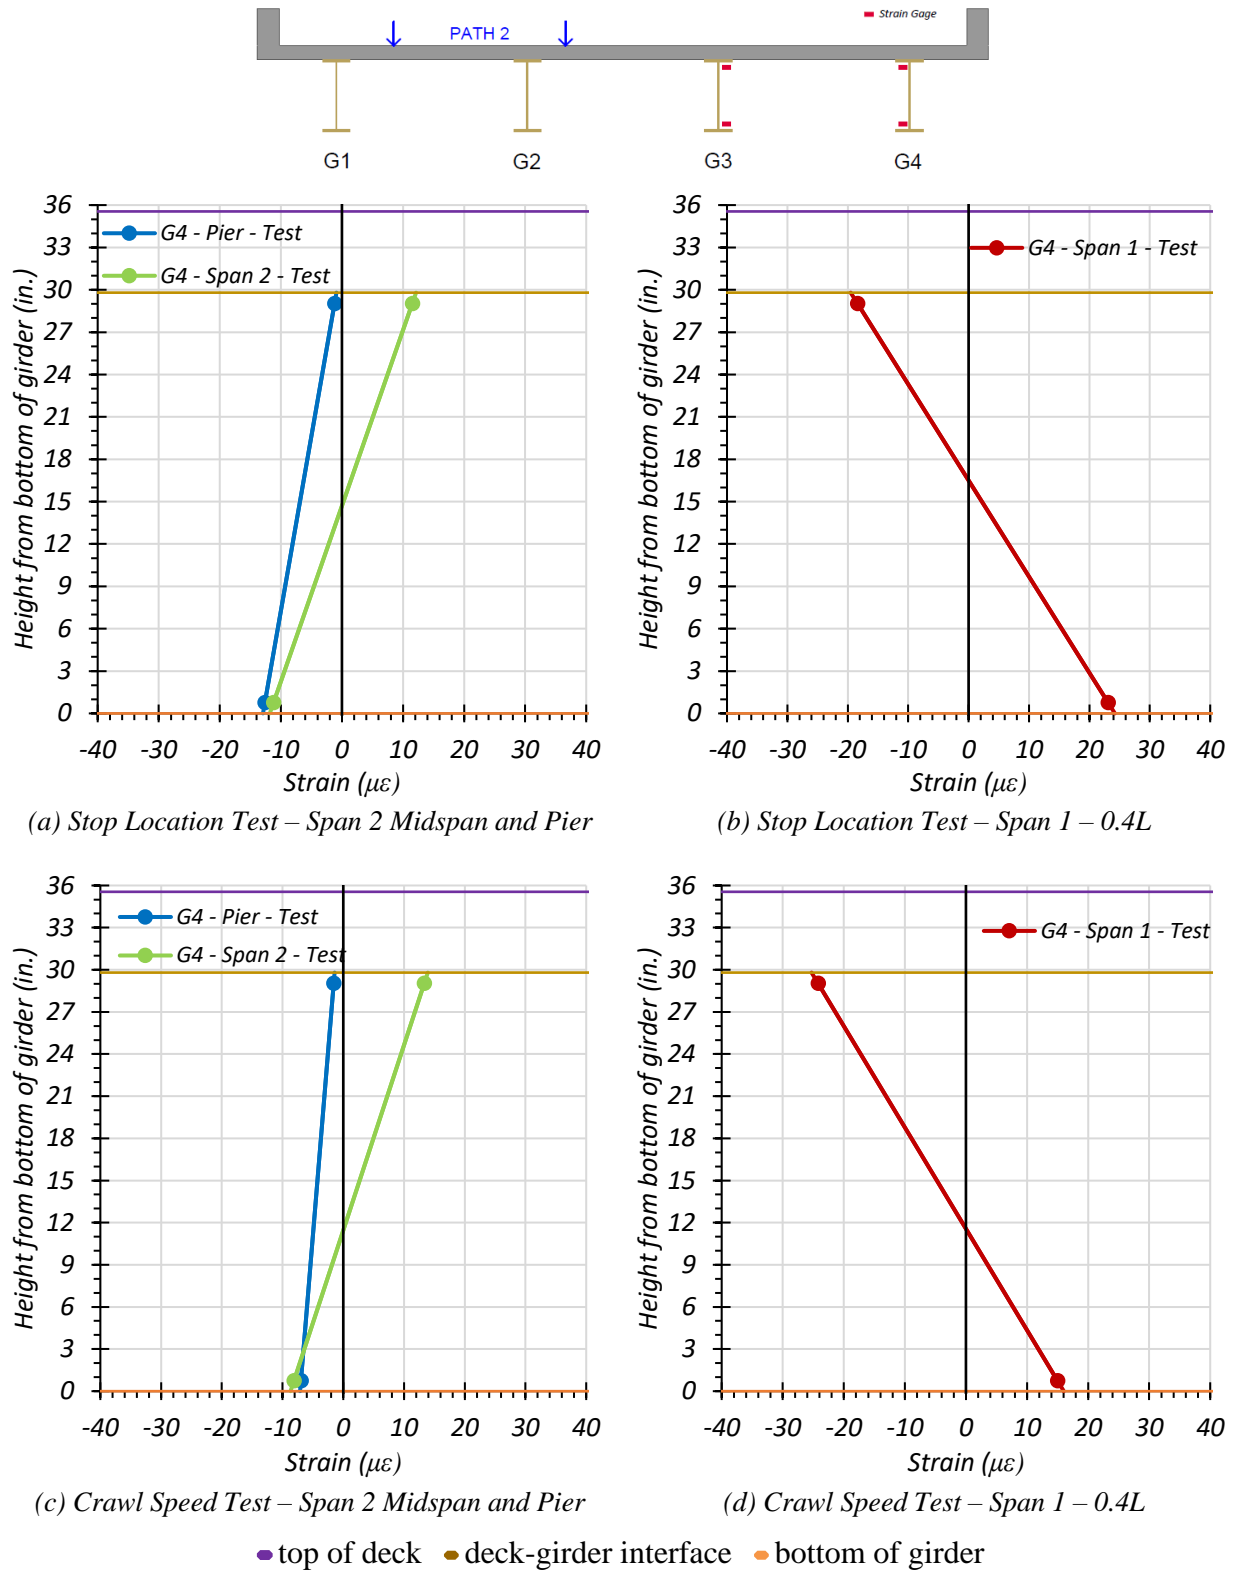 Strain Gage
PATH 2
G1 G2 G3 G4
36
33
30
27
24
21
18
15
12
9
6
3
0
Height from bottom of girder (in.)
G4 - Pier - Test
G4 - Span 2 - Test
-40 -30 -20 -10 0 10 20 30 40
Strain (με)
(a) Stop Location Test – Span 2 Midspan and Pier
36
33
30
27
24
21
18
15
12
9
6
3
0
Height from bottom of girder (in.)
G4 - Span 1 - Test
-40 -30 -20 -10 0 10 20 30 40
Strain (με)
(b) Stop Location Test – Span 1 – 0.4L
36
33
30
27
24
21
18
15
12
9
6
3
0
Height from bottom of girder (in.)
G4 - Pier - Test
G4 - Span 2 - Test
-40 -30 -20 -10 0 10 20 30 40
Strain (με)
(c) Crawl Speed Test – Span 2 Midspan and Pier
36
33
30
27
24
21
18
15
12
9
6
3
0
Height from bottom of girder (in.)
G4 - Span 1 - Test
-40 -30 -20 -10 0 10 20 30 40
Strain (με)
(d) Crawl Speed Test – Span 1 – 0.4L
top of deck deck-girder interface bottom of girder